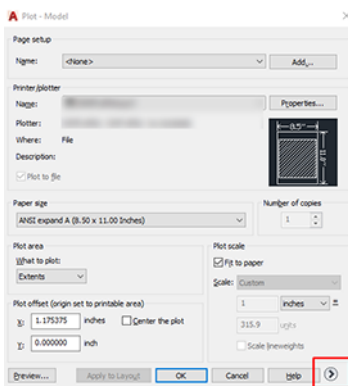 Plot - Model
Page setup
Name: <None> Add...
Printer/plotter
Name: Properties...
Plotter:
Where: File
Description:
Plot to file
8.5"
11.0"
Paper size
ANSI expand A (8.50 x 11.00 Inches)
Number of copies
1
Plot area
What to plot:
Extents
Plot scale
Fit to paper
Scale: Custom
1 inches =
315.9 units
Scale lineweights
Plot offset (origin set to printable area)
X: 1.175375 inches Center the plot
Y: 0.000000 inch
Preview... Apply to Layout OK Cancel Help